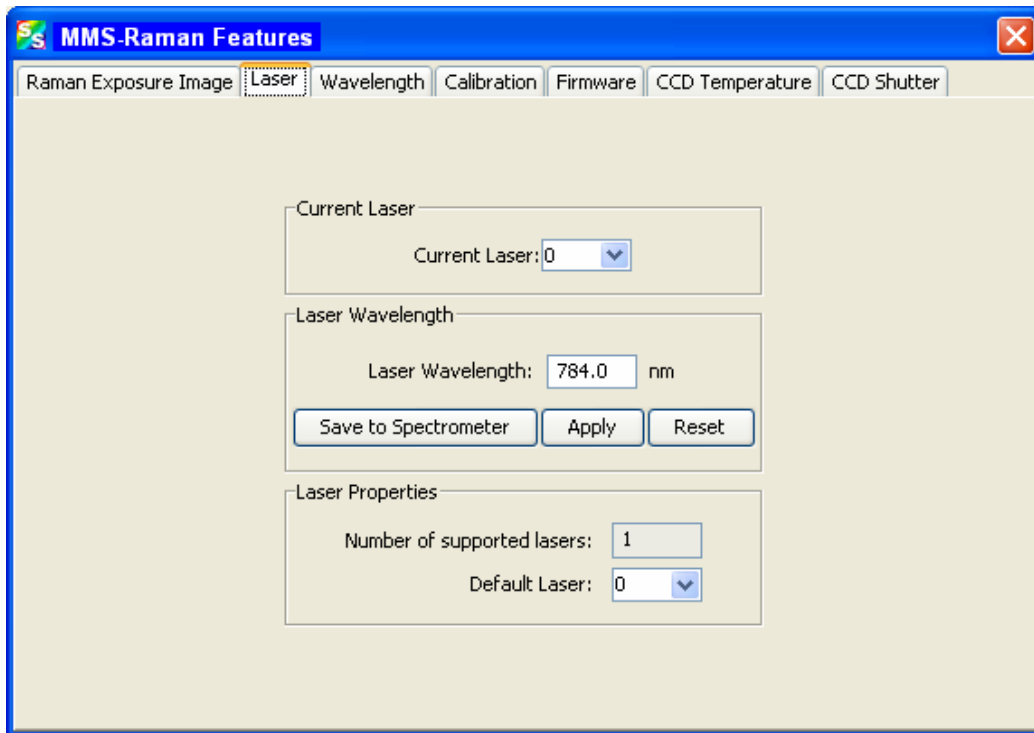 SS MMS-Raman Features
Raman Exposure Image Laser Wavelength Calibration Firmware CCD Temperature CCD Shutter
Current Laser
Current Laser: 0
Laser Wavelength
Laser Wavelength: 784.0 nm
Save to Spectrometer Apply Reset
Laser Properties
Number of supported lasers: 1
Default Laser: 0